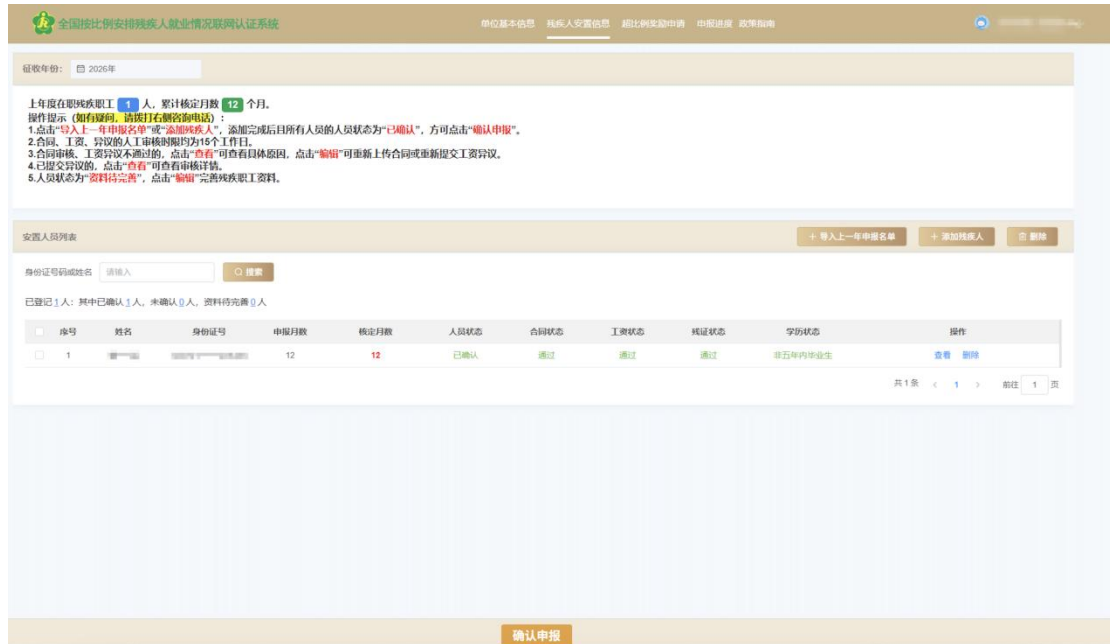 全国按比例安排残疾人就业情况联网认证系统
单位基本信息 残疾人安置信息 超比例奖励申请 申报进度 政策指南
征收年份： 2026年
上年度在职残疾职工 1 人，累计核定月数 12 个月。
操作提示（如有疑问，请拨打右侧咨询电话）：
1.点击“导入上一年申报名单”或“添加残疾人”，添加完成后且所有人员的人员状态为“已确认”，方可点击“确认申报”。
2.合同、工资、异议的人工审核时限均为15个工作日。
3.合同审核、工资异议不通过的，点击“查看”可查看具体原因，点击“编辑”可重新上传合同或重新提交工资异议。
4.已提交异议的，点击“查看”可查看审核详情。
5.人员状态为“资料待完善”，点击“编辑”完善残疾职工资料。
安置人员列表 + 导入上一年申报名单 + 添加残疾人 删除
身份证号码或姓名 请输入 搜索
已登记1人：其中已确认1人，未确认0人，资料待完善0人
序号 姓名 身份证号 申报月数 核定月数 人员状态 合同状态 工资状态 残证状态 学历状态 操作
1 12 12 已确认 通过 通过 通过 非五年内毕业生 查看 删除
共1条 < 1 > 前往 1 页
确认申报